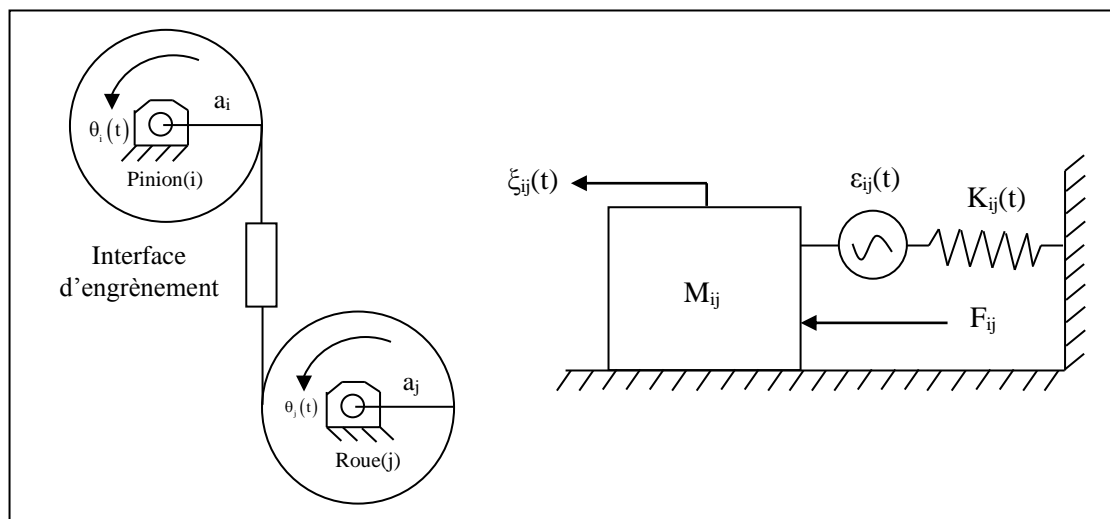 aᵢ
θᵢ(t)
Pinion(i)
Interface
d’engrènement
aⱼ
θⱼ(t)
Roue(j)
ξᵢⱼ(t)
εᵢⱼ(t)
Kᵢⱼ(t)
Mᵢⱼ
Fᵢⱼ